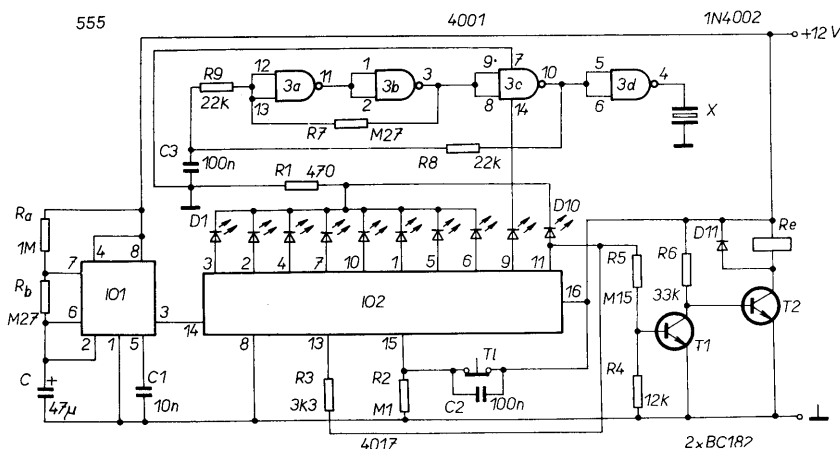 555 4001 1N4002
+12V
R9 12 11 1 3 9 7 10 5 4
3a 3b 3c 3d
22k 13 2 8 14 6
R7 M27 X
C3 R8 22k
100n
R1 470
Ra D1 D10
1M 4 8 D11 Re
7 3 2 4 7 10 1 5 6 9 11 R5 R6
Rb IO1 16 33k
M27 6 3 IO2 M15 T2
2 1 5 14 8 13 15 T1
C + C1 R3 R2 Tl R4
47µ 10n 3k3 M1 C2 100n 12k
4017 2xBC182